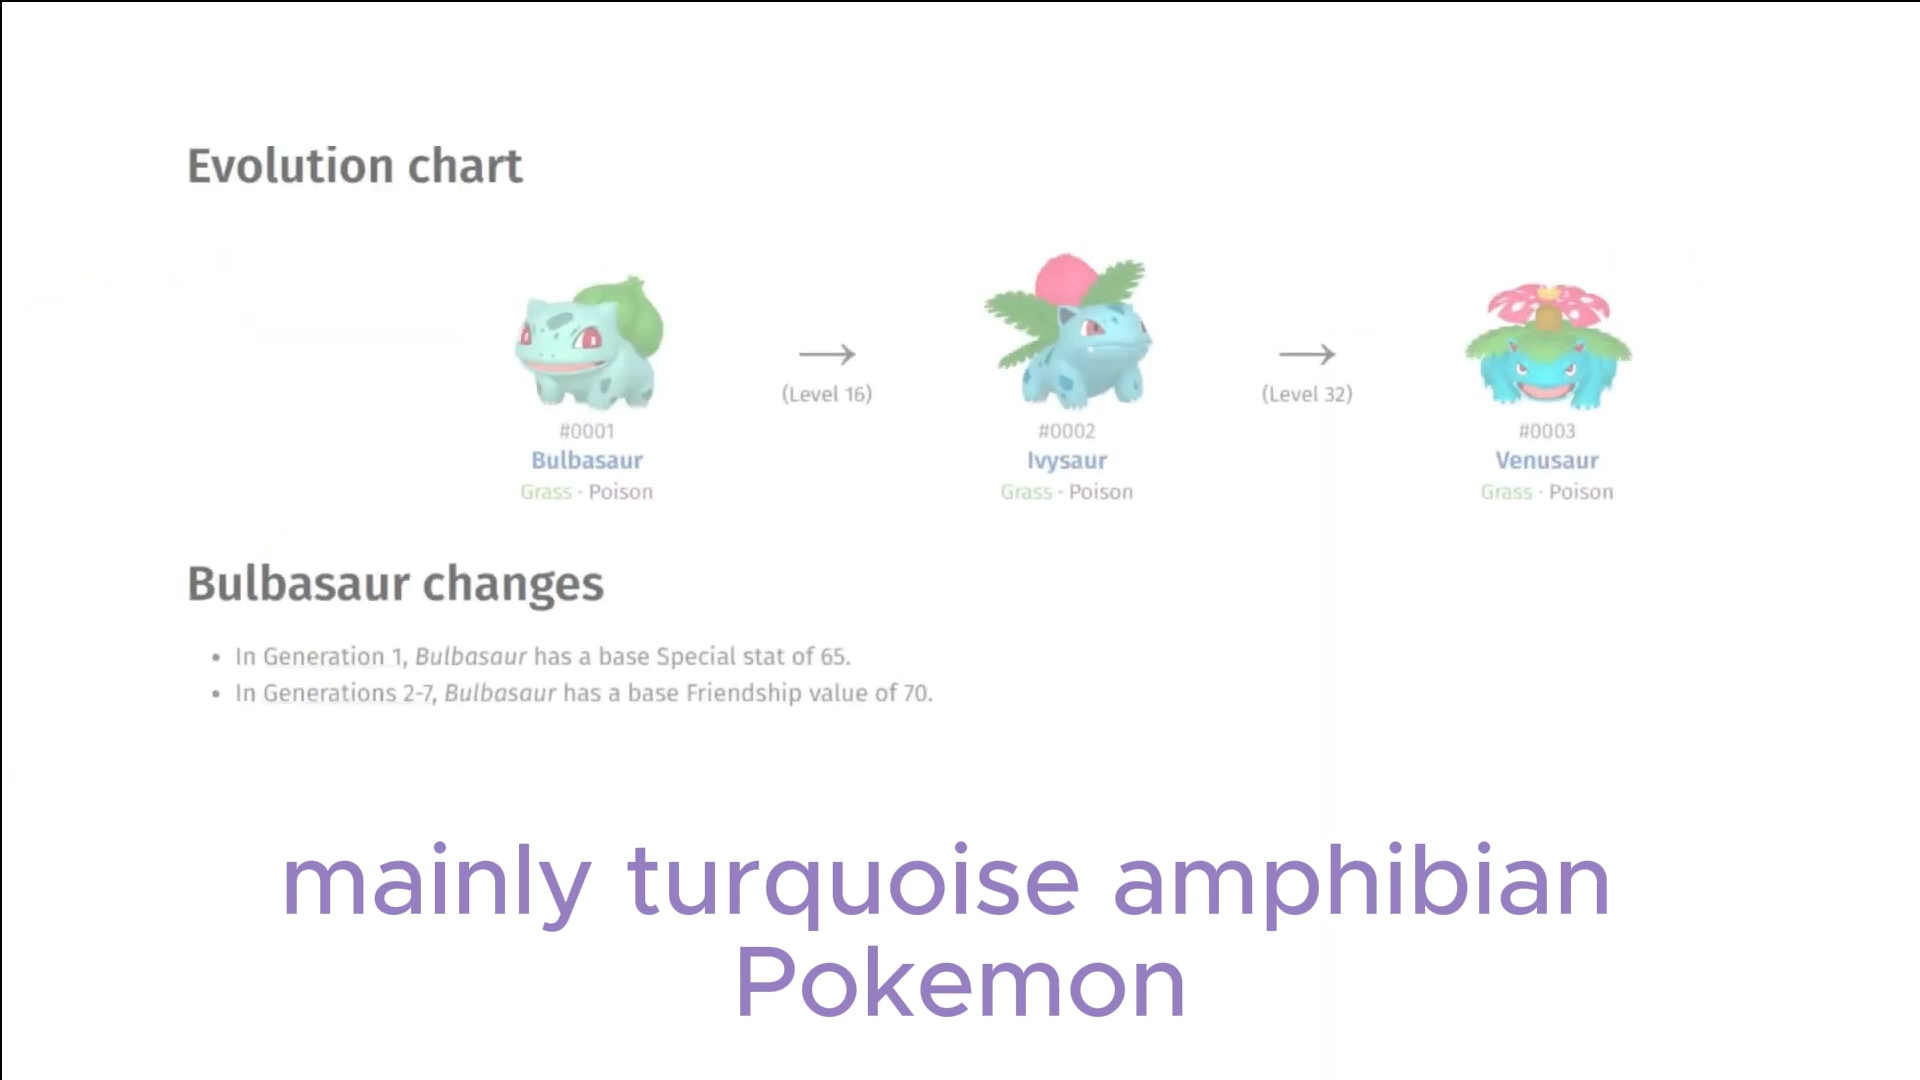 Evolution chart
→ →
(Level 16) (Level 32)
#0001 #0002 #0003
Bulbasaur Ivysaur Venusaur
Grass · Poison Grass · Poison Grass · Poison
Bulbasaur changes
• In Generation 1, Bulbasaur has a base Special stat of 65.
• In Generations 2-7, Bulbasaur has a base Friendship value of 70.
mainly turquoise amphibian
Pokemon